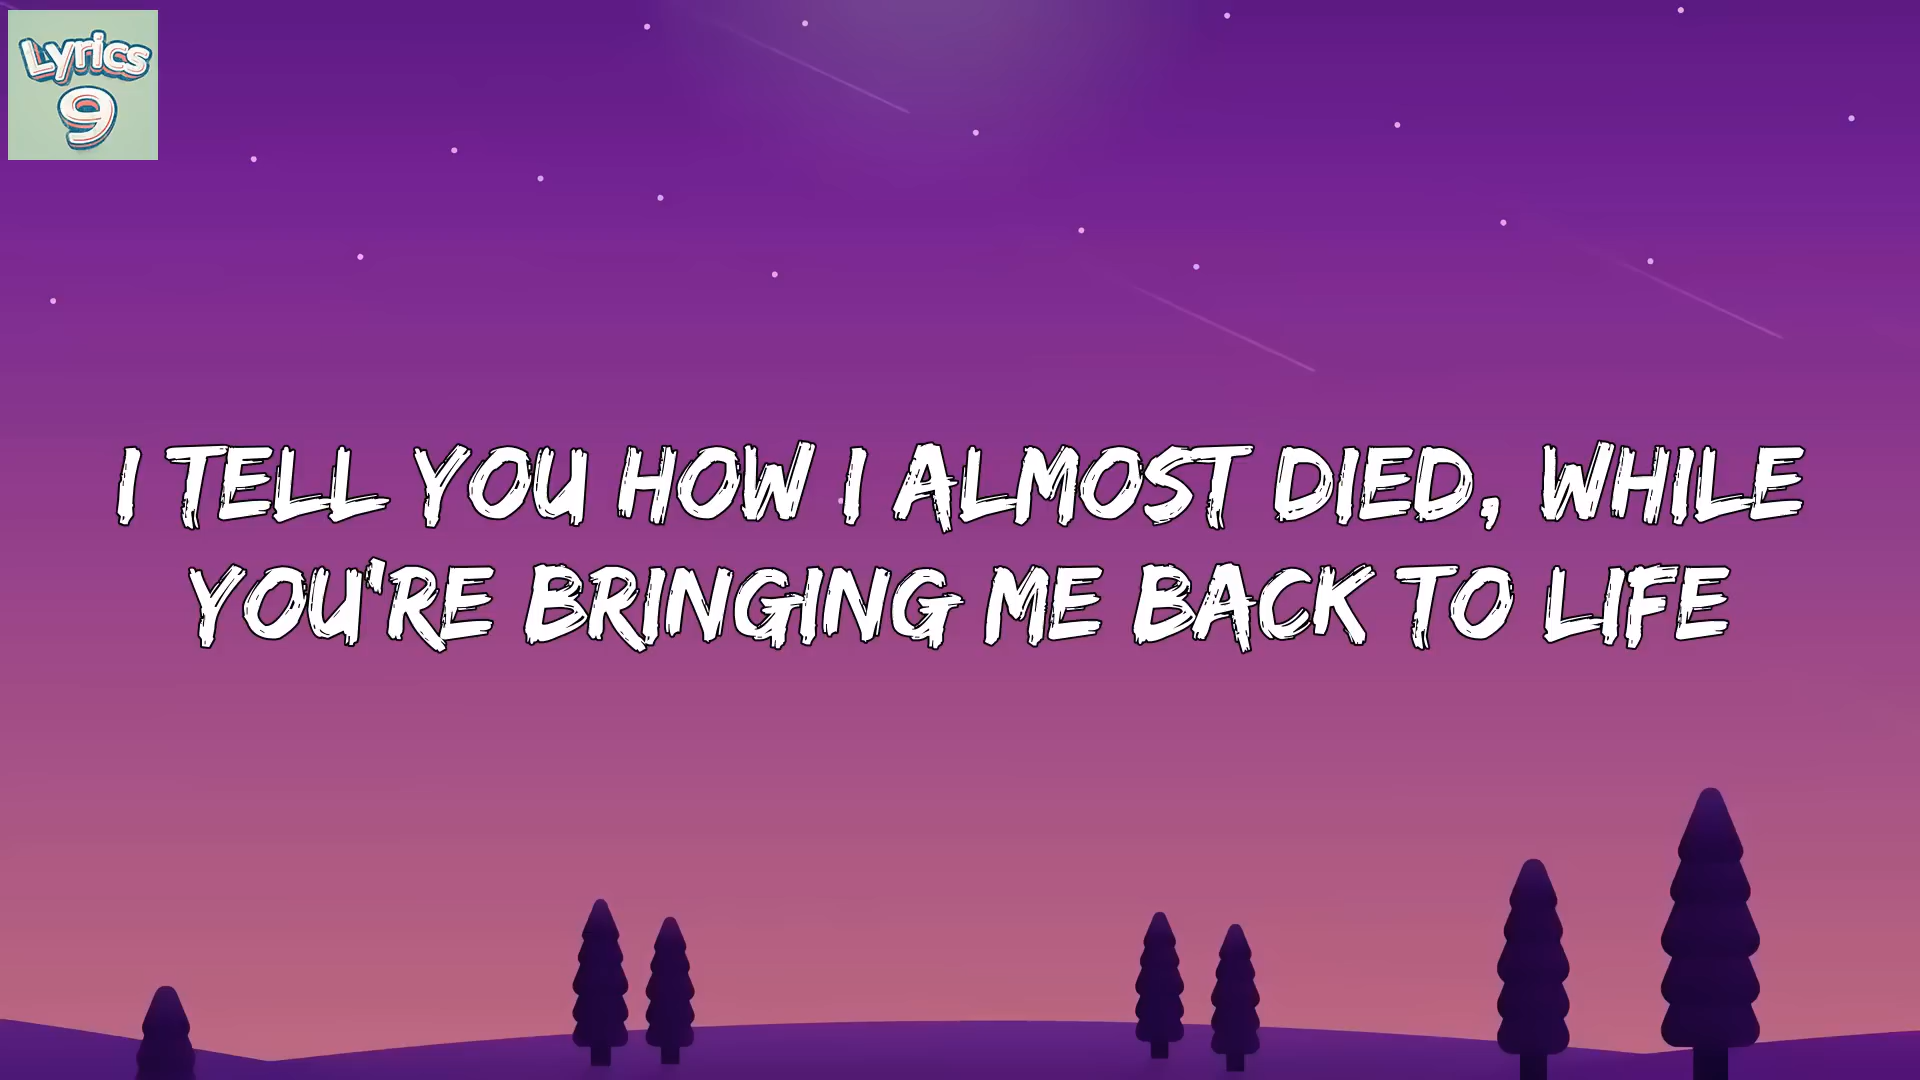 Lyrics
9
I TELL YOU HOW I ALMOST DIED, WHILE
YOU'RE BRINGING ME BACK TO LIFE